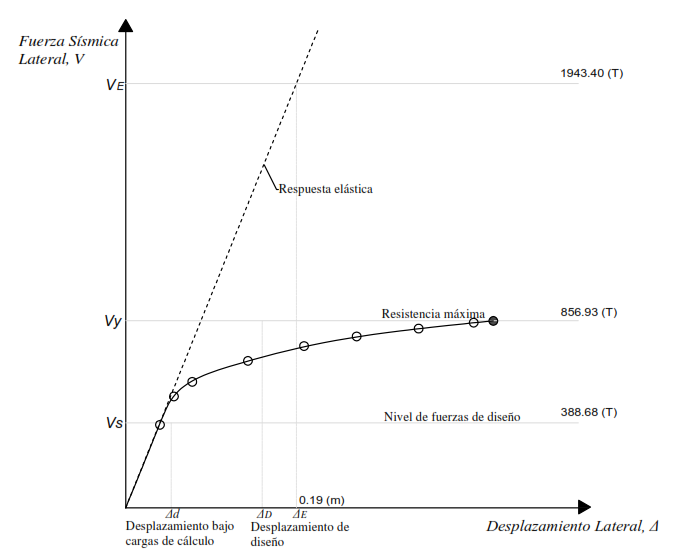 Fuerza Sísmica
Lateral, V
VE
1943.40 (T)
Respuesta elástica
Vy
Resistencia máxima
856.93 (T)
Vs
Nivel de fuerzas de diseño
388.68 (T)
0.19 (m)
Δd
ΔD
ΔE
Desplazamiento bajo
cargas de cálculo
Desplazamiento de
diseño
Desplazamiento Lateral, Δ